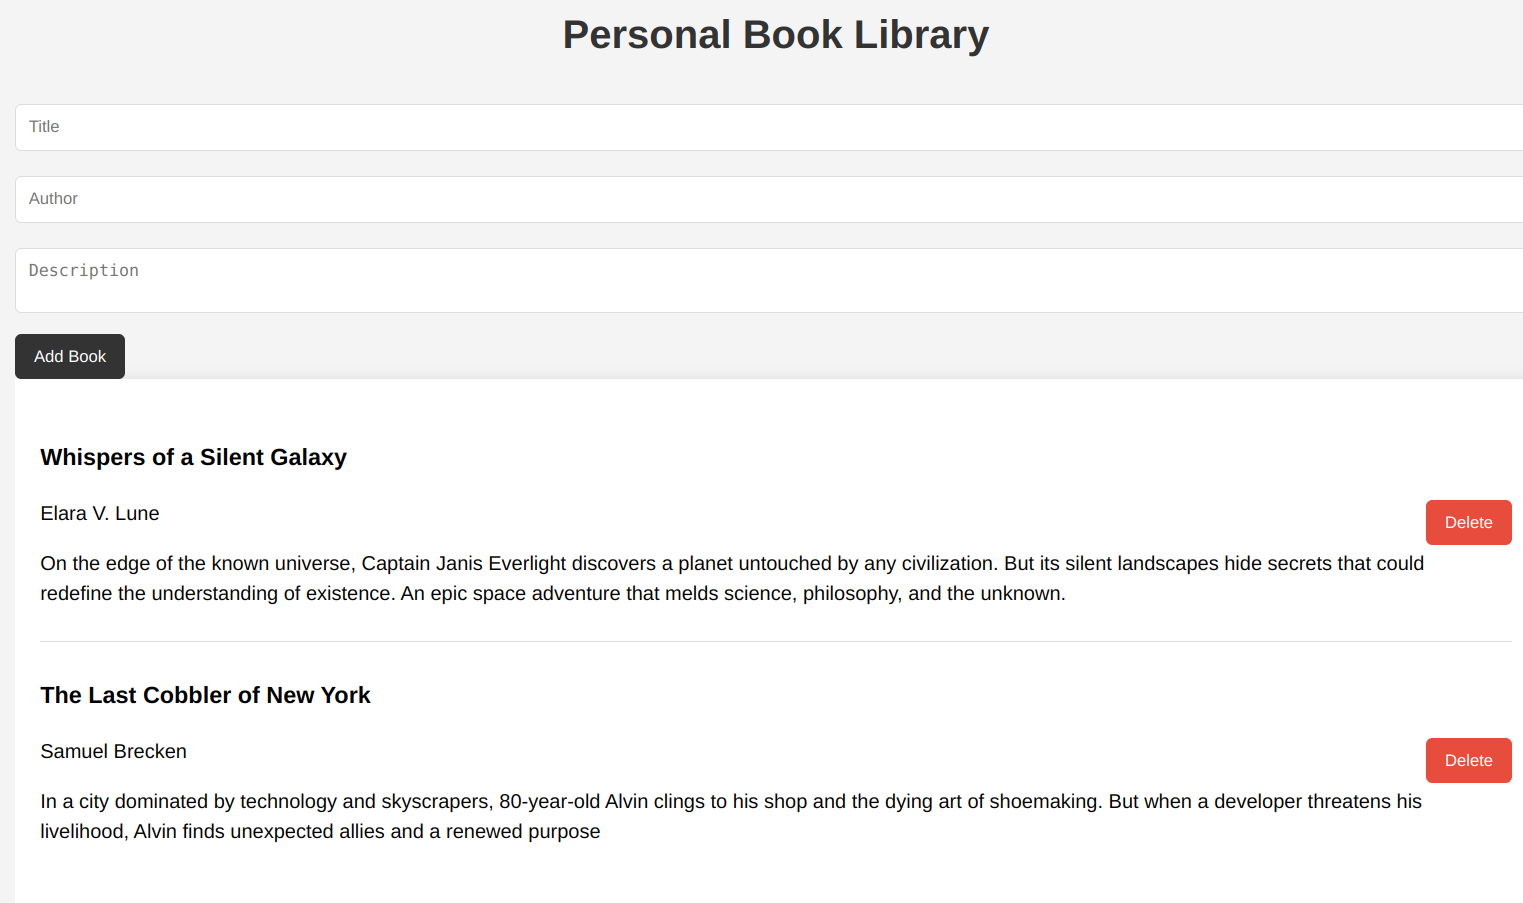 Personal Book Library
Title
Author
Description
Add Book
Whispers of a Silent Galaxy
Elara V. Lune
Delete
On the edge of the known universe, Captain Janis Everlight discovers a planet untouched by any civilization. But its silent landscapes hide secrets that could
redefine the understanding of existence. An epic space adventure that melds science, philosophy, and the unknown.
The Last Cobbler of New York
Samuel Brecken
Delete
In a city dominated by technology and skyscrapers, 80-year-old Alvin clings to his shop and the dying art of shoemaking. But when a developer threatens his
livelihood, Alvin finds unexpected allies and a renewed purpose